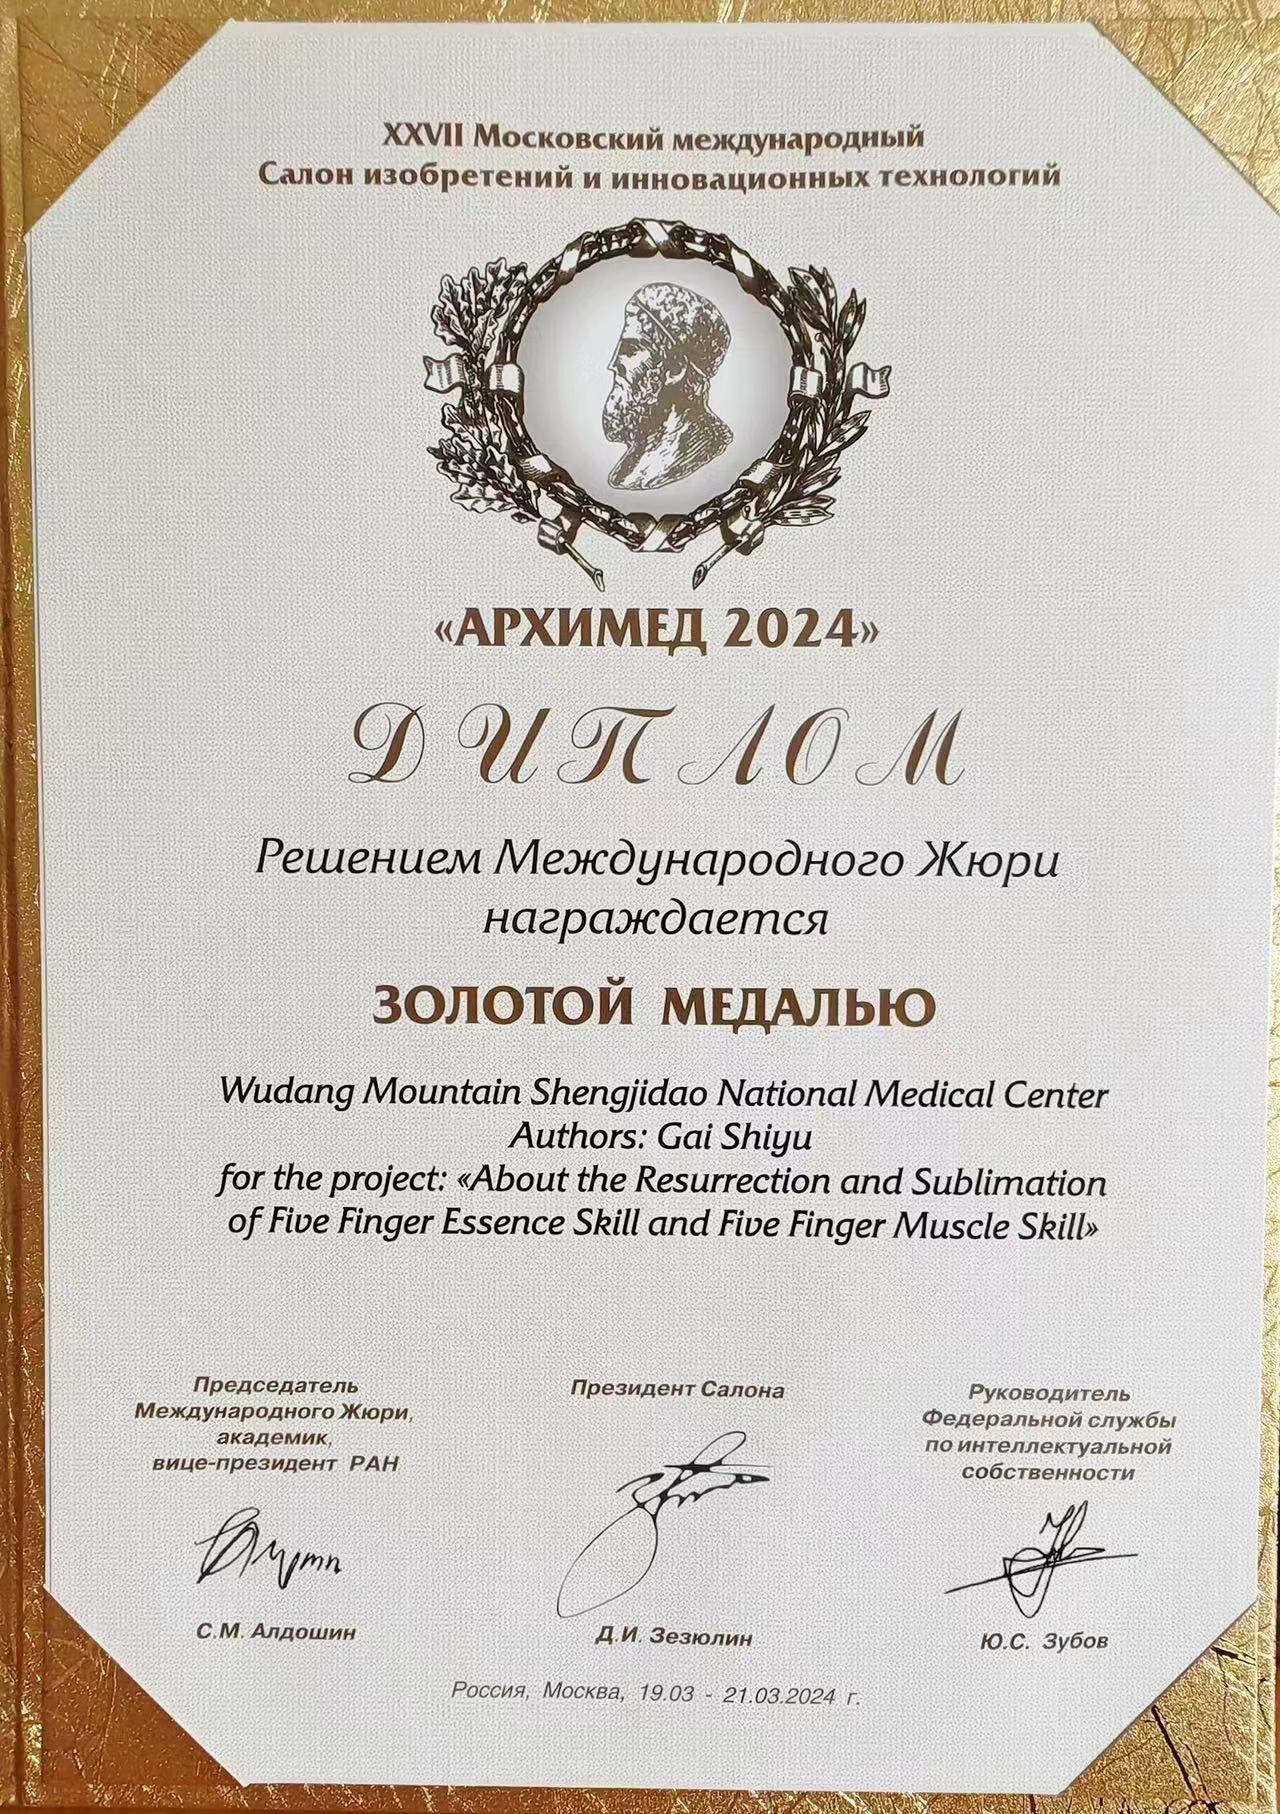 XXVII Московский международный
Салон изобретений и инновационных технологий
«АРХИМЕД 2024»
ДИПЛОМ
Решением Международного Жюри
награждается
ЗОЛОТОЙ МЕДАЛЬЮ
Wudang Mountain Shengjidao National Medical Center
Authors: Gai Shiyu
for the project: «About the Resurrection and Sublimation
of Five Finger Essence Skill and Five Finger Muscle Skill»
Председатель
Международного Жюри,
академик,
вице-президент РАН
С.М. Алдошин
Президент Салона
Д.И. Зезюлин
Руководитель
Федеральной службы
по интеллектуальной
собственности
Ю.С. Зубов
Россия, Москва, 19.03 - 21.03.2024 г.